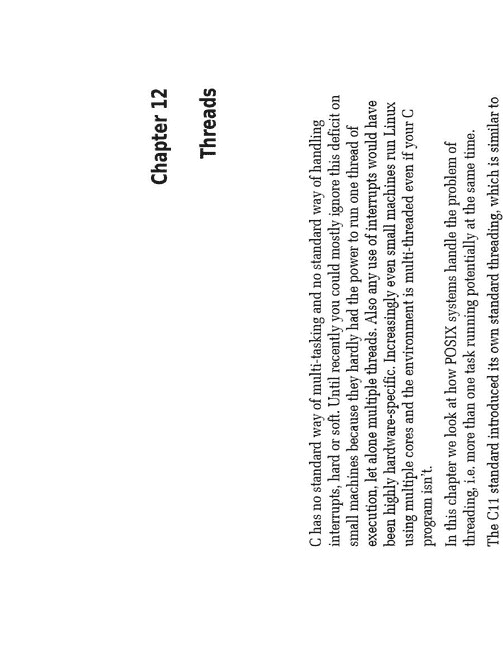 Chapter 12
Threads
C has no standard way of multi-tasking and no standard way of handling
interrupts, hard or soft. Until recently you could mostly ignore this deficit on
small machines because they hardly had the power to run one thread of
execution, let alone multiple threads. Also any use of interrupts would have
been highly hardware-specific. Increasingly even small machines run Linux
using multiple cores and the environment is multi-threaded even if your C
program isn't.
In this chapter we look at how POSIX systems handle the problem of
threading, i.e. more than one task running potentially at the same time.
The C11 standard introduced its own standard threading, which is similar to